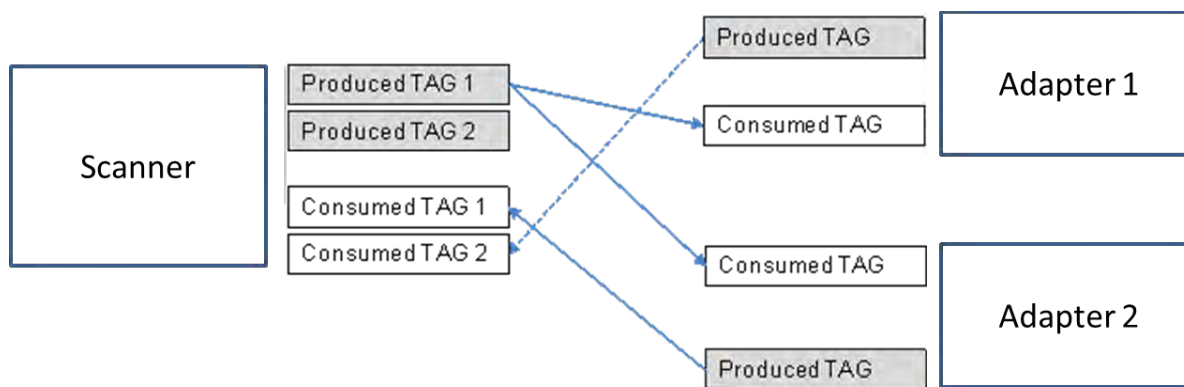 Scanner
Produced TAG 1
Produced TAG 2
Consumed TAG 1
Consumed TAG 2
Produced TAG
Consumed TAG
Adapter 1
Consumed TAG
Produced TAG
Adapter 2